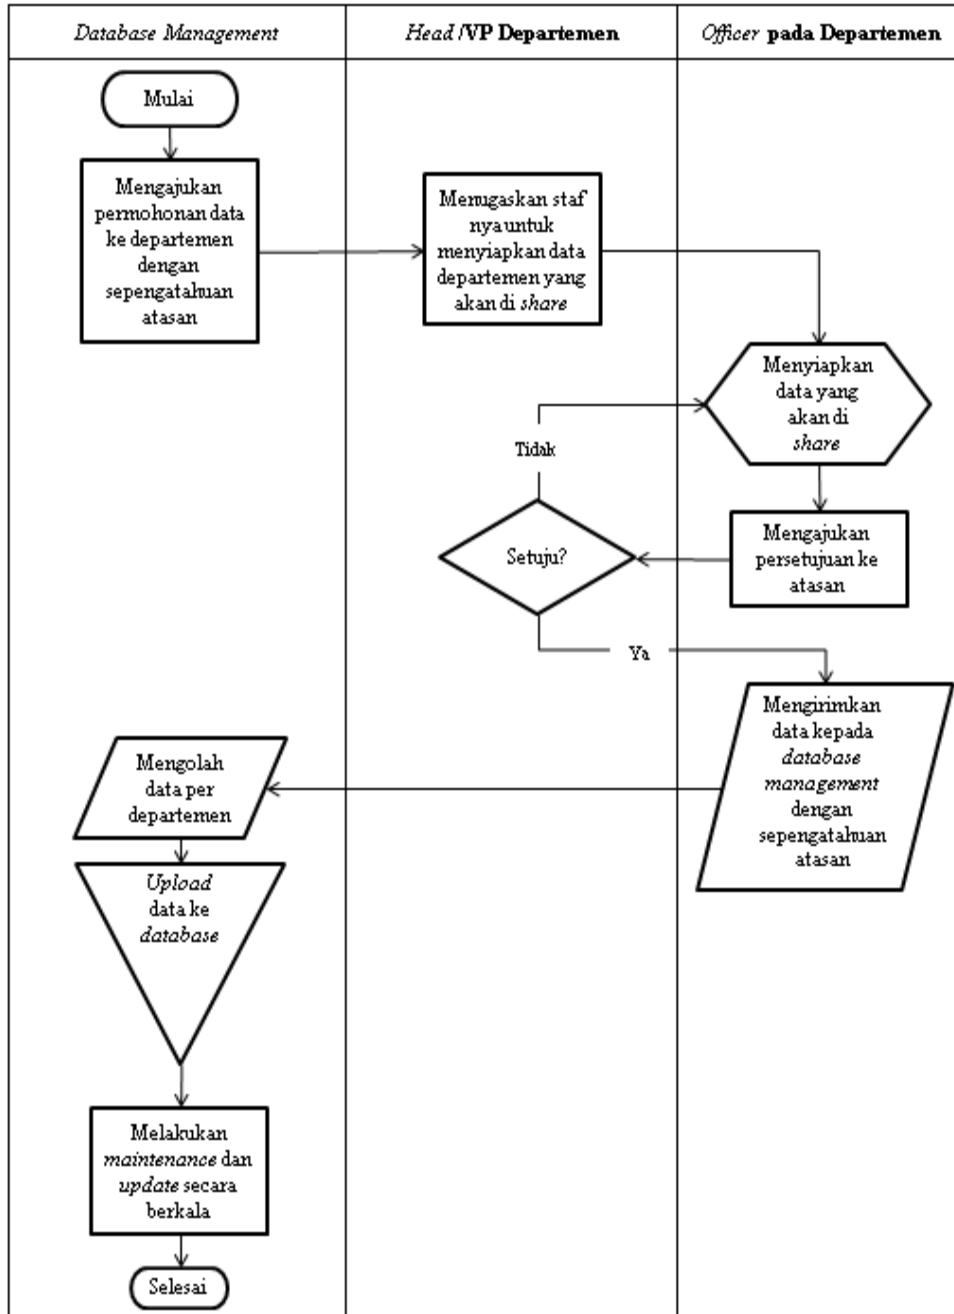 Database Management
Head /VP Departemen
Officer pada Departemen
Mulai
Mengajukan
permohonan data
ke departemen
dengan
sepengatahuan
atasan
Menugaskan staf
nya untuk
menyiapkan data
departemen yang
akan di share
Menyiapkan
data yang
akan di
share
Tidak
Setuju?
Mengajukan
persetujuan ke
atasan
Ya
Mengirimkan
data kepada
database
management
dengan
sepengatahuan
atasan
Mengolah
data per
departemen
Upload
data ke
database
Melakukan
maintenance dan
update secara
berkala
Selesai